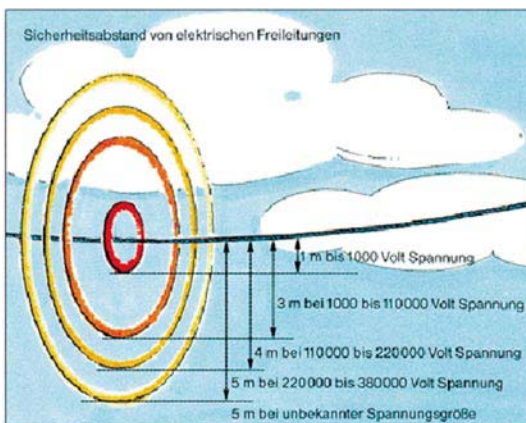 Sicherheitsabstand von elektrischen Freileitungen
1 m bis 1000 Volt Spannung
3 m bei 1000 bis 110000 Volt Spannung
4 m bei 110000 bis 220000 Volt Spannung
5 m bei 220000 bis 380000 Volt Spannung
5 m bei unbekannter Spannungsgröße